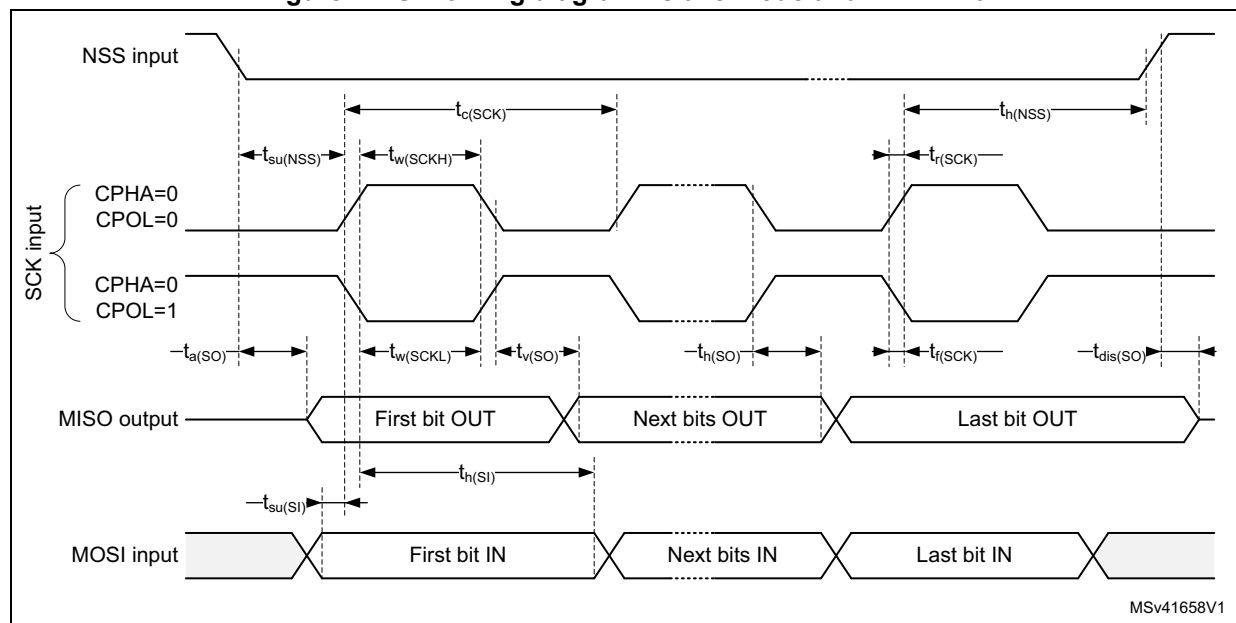 NSS input
tc(SCK)
th(NSS)
tsu(NSS)
tw(SCKH)
tr(SCK)
SCK input
CPHA=0
CPOL=0
CPHA=0
CPOL=1
ta(SO)
tw(SCKL)
tv(SO)
th(SO)
tf(SCK)
tdis(SO)
MISO output
First bit OUT
Next bits OUT
Last bit OUT
th(SI)
tsu(SI)
MOSI input
First bit IN
Next bits IN
Last bit IN
MSv41658V1